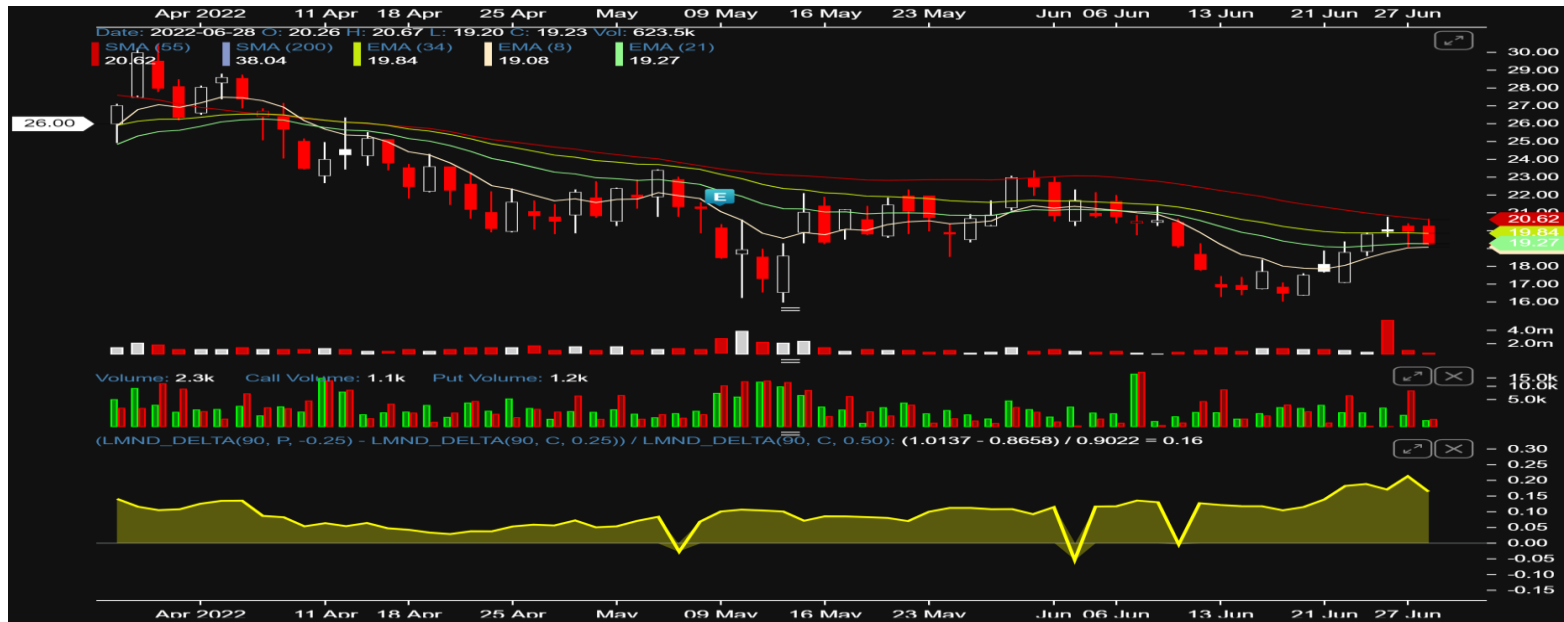 Apr 2022 11 Apr 18 Apr 25 Apr May 09 May 16 May 23 May Jun 06 Jun 13 Jun 21 Jun 27 Jun
Date: 2022-06-28 O: 20.26 H: 20.67 L: 19.20 C: 19.23 Vol: 623.5k
SMA (55) SMA (200) EMA (34) EMA (8) EMA (21)
20.62 38.04 19.84 19.08 19.27
30.00
29.00
28.00
27.00
26.00
26.00
25.00
24.00
23.00
22.00
E
21.00
20.62
19.84
19.27
18.00
17.00
16.00
4.0m
2.0m
Volume: 2.3k Call Volume: 1.1k Put Volume: 1.2k
15.0k
10.0k
5.0k
(LMND_DELTA(90, P, -0.25) - LMND_DELTA(90, C, 0.25)) / LMND_DELTA(90, C, 0.50): (1.0137 - 0.8658) / 0.9022 = 0.16
0.30
0.25
0.20
0.15
0.10
0.05
0.00
-0.05
-0.10
-0.15
Apr 2022 11 Apr 18 Apr 25 Apr May 09 May 16 May 23 May Jun 06 Jun 13 Jun 21 Jun 27 Jun